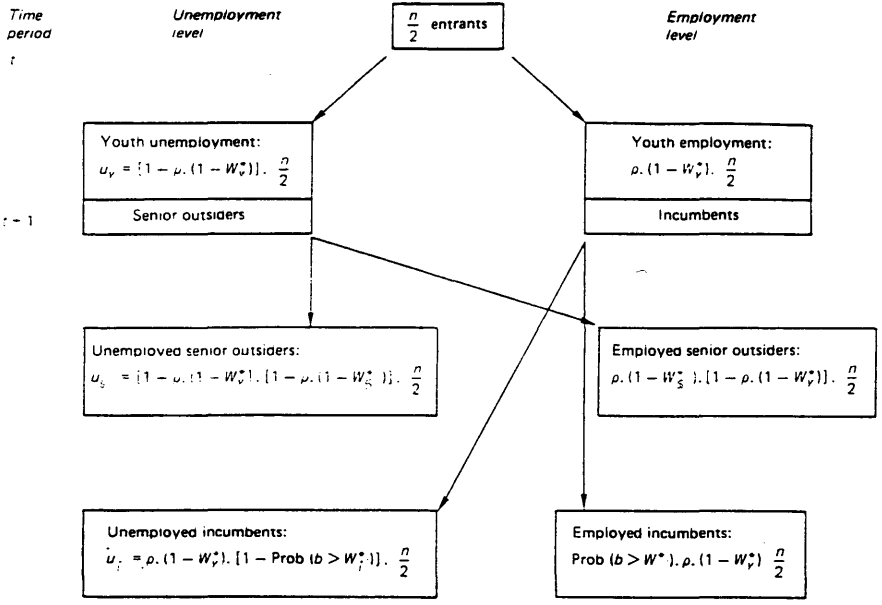 Time period
Unemployment level
n/2 entrants
Employment level
t
Youth unemployment:
u_y = [1 − ρ. (1 − W_y*)]. n/2
Youth employment:
ρ. (1 − W_y*). n/2
Senior outsiders
Incumbents
t + 1
Unemployed senior outsiders:
u_s = [1 − ρ. (1 − W_y*]. [1 − ρ. (1 − W_S* )]. n/2
Employed senior outsiders:
ρ. (1 − W_S* ). [1 − ρ. (1 − W_y*)]. n/2
Unemployed incumbents:
u_i = ρ. (1 − W_y*). [1 − Prob (b > W_i*)]. n/2
Employed incumbents:
Prob (b > W* ). ρ. (1 − W_y*) n/2